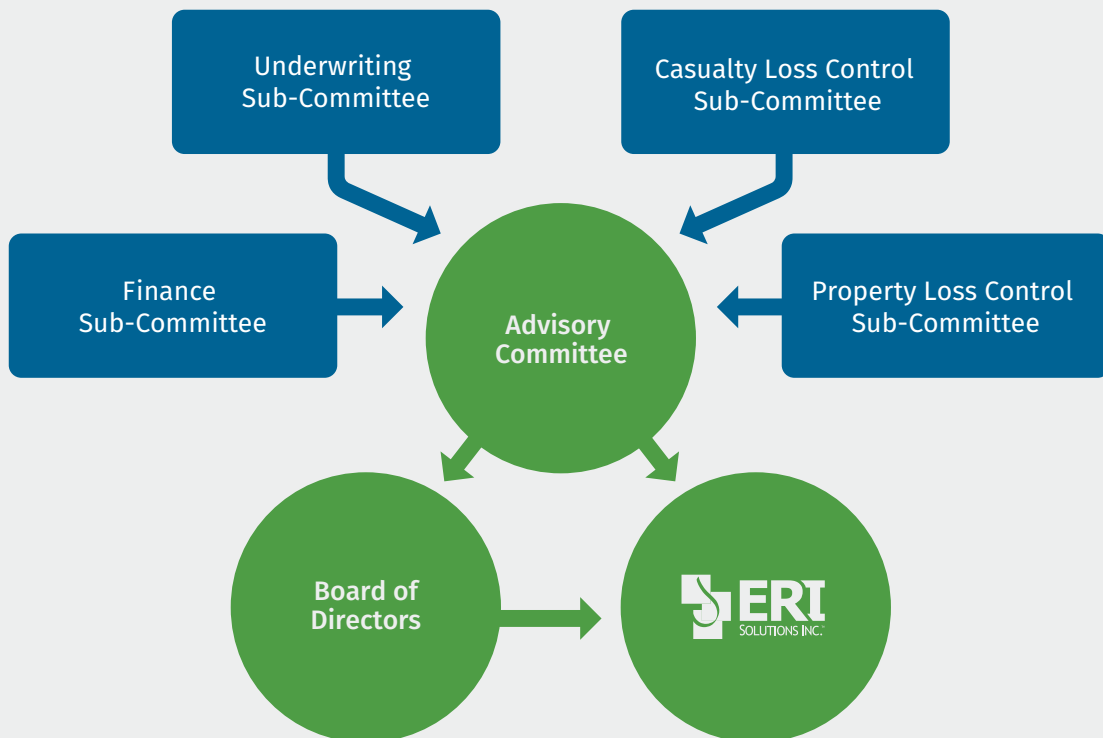 Underwriting
Sub-Committee
Casualty Loss Control
Sub-Committee
Finance
Sub-Committee
Advisory
Committee
Property Loss Control
Sub-Committee
Board of
Directors
ERI
SOLUTIONS INC.™